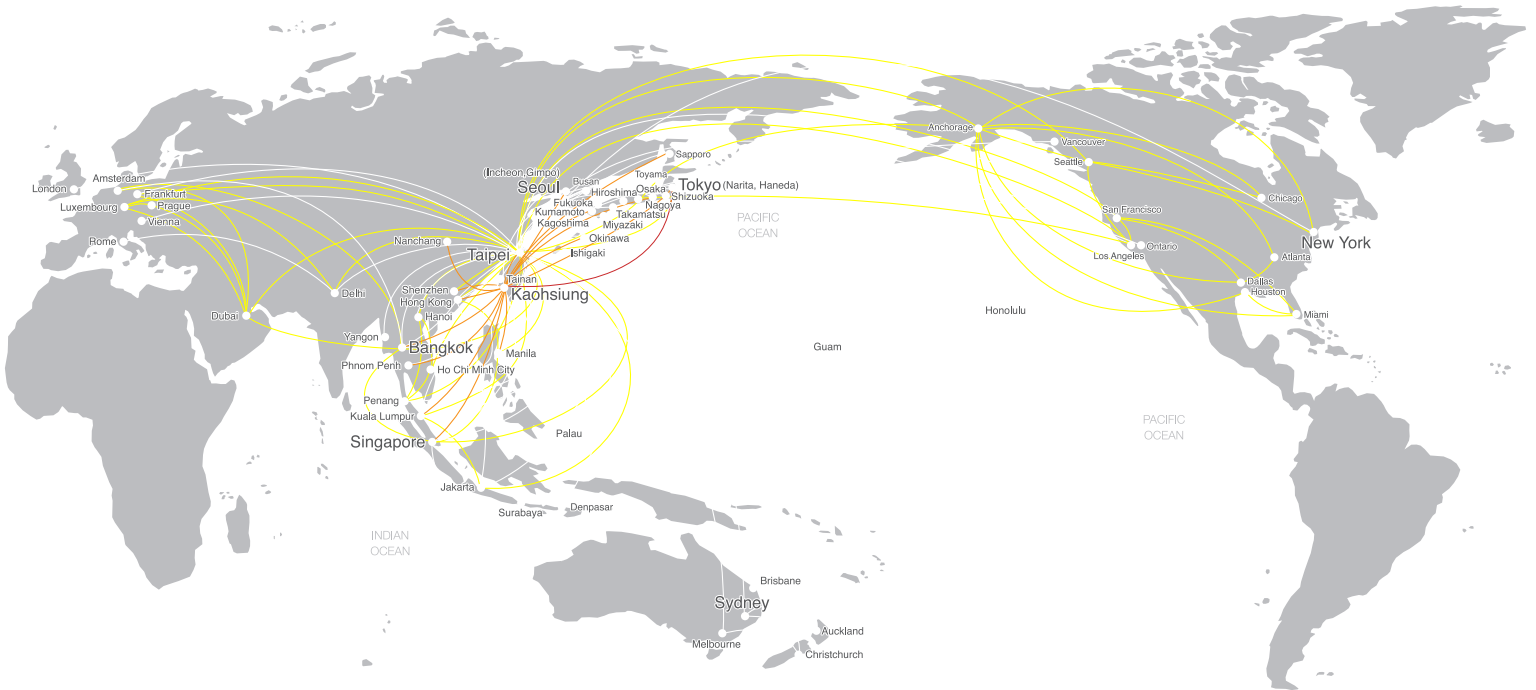 London
Amsterdam
Frankfurt
Luxembourg
Prague
Vienna
Rome
Dubai
Delhi
(Incheon,Gimpo)
Seoul
Busan
Sapporo
Toyama
Hiroshima
Osaka
Tokyo (Narita, Haneda)
Shizuoka
Fukuoka
Nagoya
Kumamoto
Takamatsu
Kagoshima
Miyazaki
Okinawa
Ishigaki
Nanchang
Taipei
Tainan
Kaohsiung
Shenzhen
Hong Kong
Hanoi
Yangon
Bangkok
Phnom Penh
Manila
Ho Chi Minh City
Penang
Kuala Lumpur
Singapore
Palau
Jakarta
Surabaya
Denpasar
Guam
Honolulu
PACIFIC
OCEAN
Anchorage
Vancouver
Seattle
San Francisco
Ontario
Los Angeles
Chicago
New York
Atlanta
Dallas
Houston
Miami
PACIFIC
OCEAN
INDIAN
OCEAN
Brisbane
Sydney
Melbourne
Auckland
Christchurch